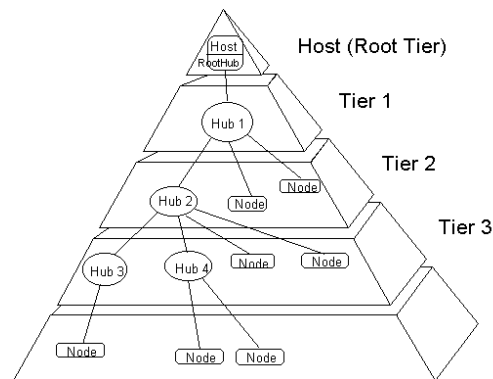 Host
RootHub
Host (Root Tier)
Tier 1
Hub 1
Tier 2
Node
Node
Hub 2
Tier 3
Node
Node
Hub 3
Hub 4
Node
Node
Node